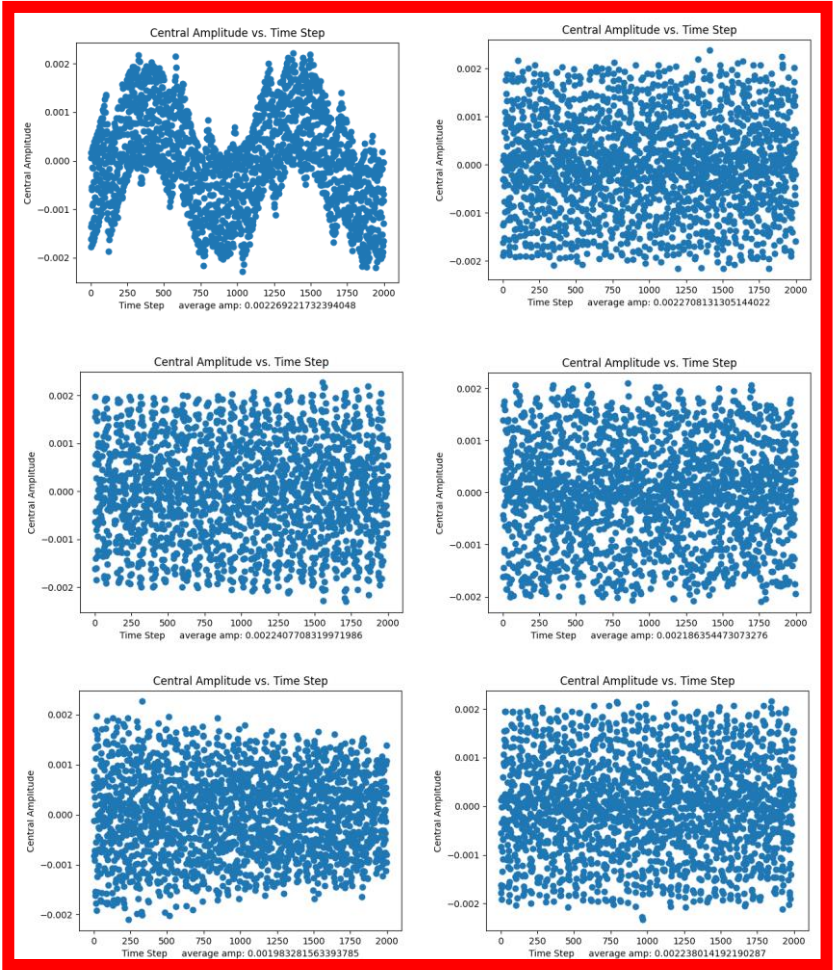 Central Amplitude vs. Time Step
Central Amplitude
0.002
0.001
0.000
−0.001
−0.002
0 250 500 750 1000 1250 1500 1750 2000
Time Step average amp: 0.002269221732394048
Central Amplitude vs. Time Step
Central Amplitude
0.002
0.001
0.000
−0.001
−0.002
0 250 500 750 1000 1250 1500 1750 2000
Time Step average amp: 0.0022708131305144022
Central Amplitude vs. Time Step
Central Amplitude
0.002
0.001
0.000
−0.001
−0.002
0 250 500 750 1000 1250 1500 1750 2000
Time Step average amp: 0.0022407708319971986
Central Amplitude vs. Time Step
Central Amplitude
0.002
0.001
0.000
−0.001
−0.002
0 250 500 750 1000 1250 1500 1750 2000
Time Step average amp: 0.002186354473073276
Central Amplitude vs. Time Step
Central Amplitude
0.002
0.001
0.000
−0.001
−0.002
0 250 500 750 1000 1250 1500 1750 2000
Time Step average amp: 0.001983281563393785
Central Amplitude vs. Time Step
Central Amplitude
0.002
0.001
0.000
−0.001
−0.002
0 250 500 750 1000 1250 1500 1750 2000
Time Step average amp: 0.002238014192190287